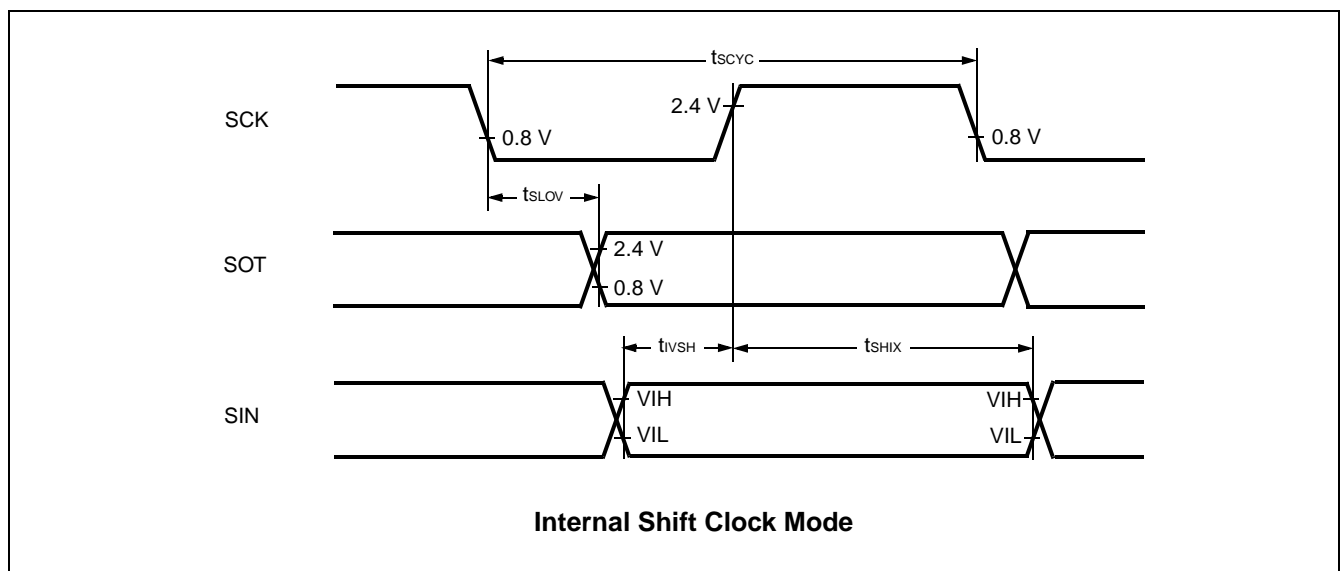 tSCYC
SCK
2.4 V
0.8 V
0.8 V
tSLOV
SOT
2.4 V
0.8 V
tIVSH
tSHIX
SIN
VIH
VIH
VIL
VIL
Internal Shift Clock Mode